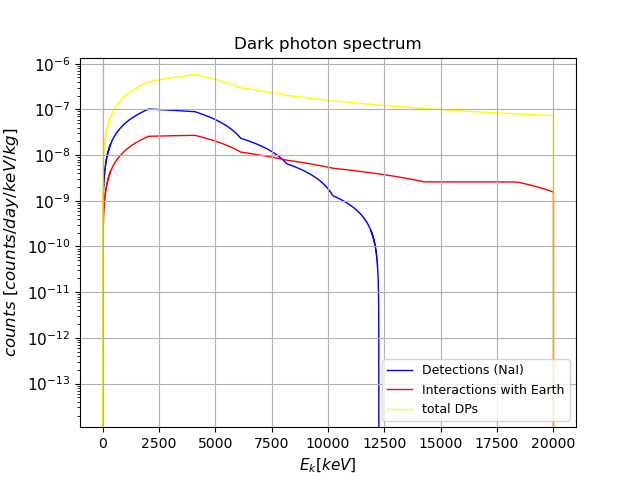 Dark photon spectrum
counts [counts/day/keV/kg]
10⁻⁶
10⁻⁷
10⁻⁸
10⁻⁹
10⁻¹⁰
10⁻¹¹
10⁻¹²
10⁻¹³
Detections (NaI)
Interactions with Earth
total DPs
0 2500 5000 7500 10000 12500 15000 17500 20000
Eₖ[keV]